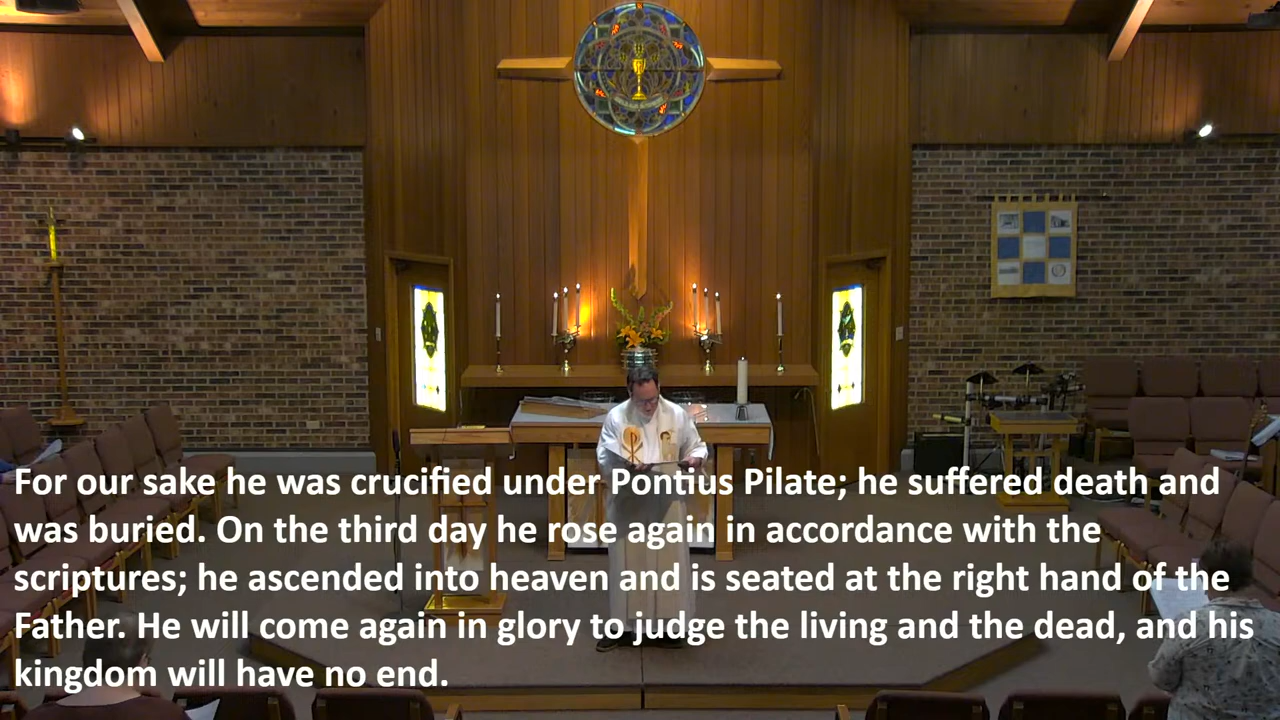 For our sake he was crucified under Pontius Pilate; he suffered death and
was buried. On the third day he rose again in accordance with the
scriptures; he ascended into heaven and is seated at the right hand of the
Father. He will come again in glory to judge the living and the dead, and his
kingdom will have no end.